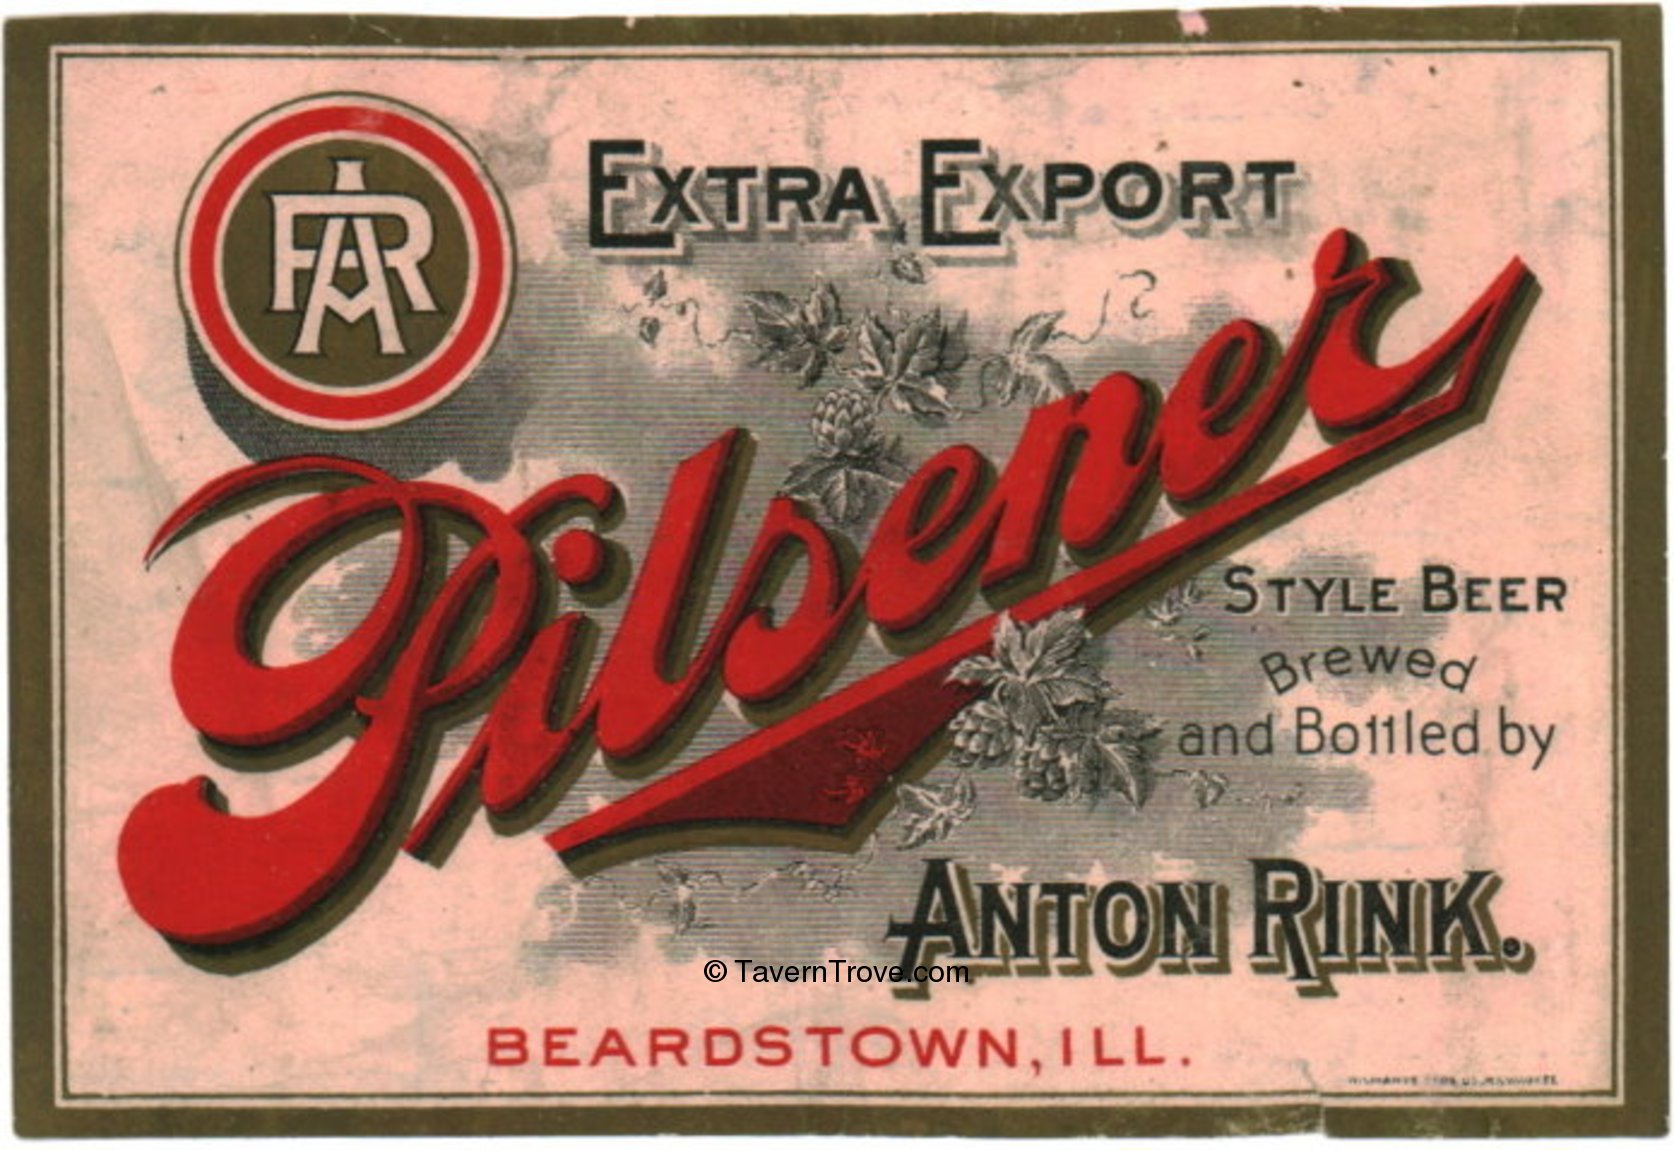 AR
EXTRA EXPORT
Pilsener
STYLE BEER
Brewed
and Bottled by
ANTON RINK.
© TavernTrove.com
BEARDSTOWN, ILL.